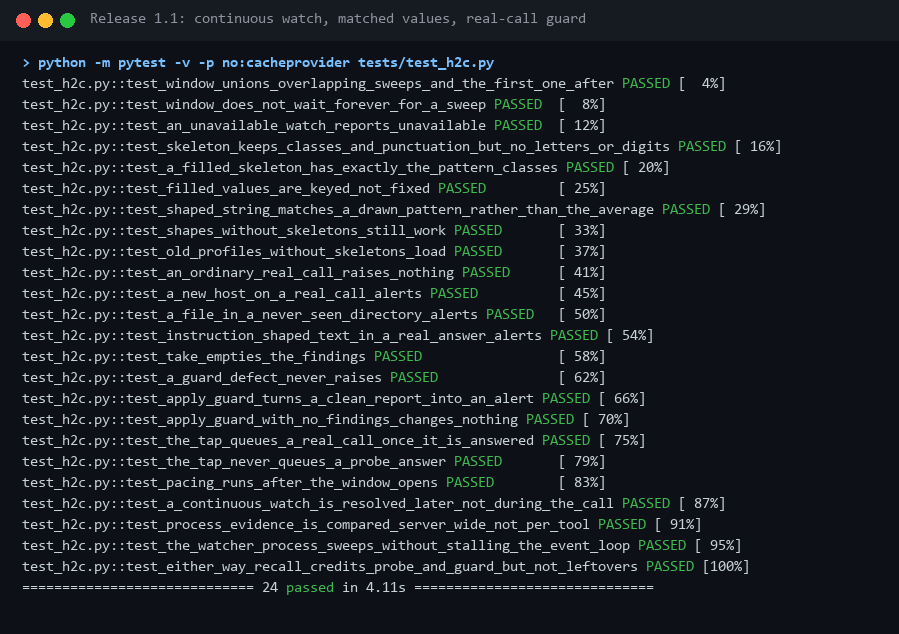 Release 1.1: continuous watch, matched values, real-call guard
> python -m pytest -v -p no:cacheprovider tests/test_h2c.py
test_h2c.py::test_window_unions_overlapping_sweeps_and_the_first_one_after PASSED [  4%]
test_h2c.py::test_window_does_not_wait_forever_for_a_sweep PASSED  [  8%]
test_h2c.py::test_an_unavailable_watch_reports_unavailable PASSED  [ 12%]
test_h2c.py::test_skeleton_keeps_classes_and_punctuation_but_no_letters_or_digits PASSED [ 16%]
test_h2c.py::test_a_filled_skeleton_has_exactly_the_pattern_classes PASSED [ 20%]
test_h2c.py::test_filled_values_are_keyed_not_fixed PASSED         [ 25%]
test_h2c.py::test_shaped_string_matches_a_drawn_pattern_rather_than_the_average PASSED [ 29%]
test_h2c.py::test_shapes_without_skeletons_still_work PASSED       [ 33%]
test_h2c.py::test_old_profiles_without_skeletons_load PASSED       [ 37%]
test_h2c.py::test_an_ordinary_real_call_raises_nothing PASSED      [ 41%]
test_h2c.py::test_a_new_host_on_a_real_call_alerts PASSED          [ 45%]
test_h2c.py::test_a_file_in_a_never_seen_directory_alerts PASSED   [ 50%]
test_h2c.py::test_instruction_shaped_text_in_a_real_answer_alerts PASSED [ 54%]
test_h2c.py::test_take_empties_the_findings PASSED                 [ 58%]
test_h2c.py::test_a_guard_defect_never_raises PASSED               [ 62%]
test_h2c.py::test_apply_guard_turns_a_clean_report_into_an_alert PASSED [ 66%]
test_h2c.py::test_apply_guard_with_no_findings_changes_nothing PASSED [ 70%]
test_h2c.py::test_the_tap_queues_a_real_call_once_it_is_answered PASSED [ 75%]
test_h2c.py::test_the_tap_never_queues_a_probe_answer PASSED       [ 79%]
test_h2c.py::test_pacing_runs_after_the_window_opens PASSED        [ 83%]
test_h2c.py::test_a_continuous_watch_is_resolved_later_not_during_the_call PASSED [ 87%]
test_h2c.py::test_process_evidence_is_compared_server_wide_not_per_tool PASSED [ 91%]
test_h2c.py::test_the_watcher_process_sweeps_without_stalling_the_event_loop PASSED [ 95%]
test_h2c.py::test_either_way_recall_credits_probe_and_guard_but_not_leftovers PASSED [100%]
============================= 24 passed in 4.11s ==============================